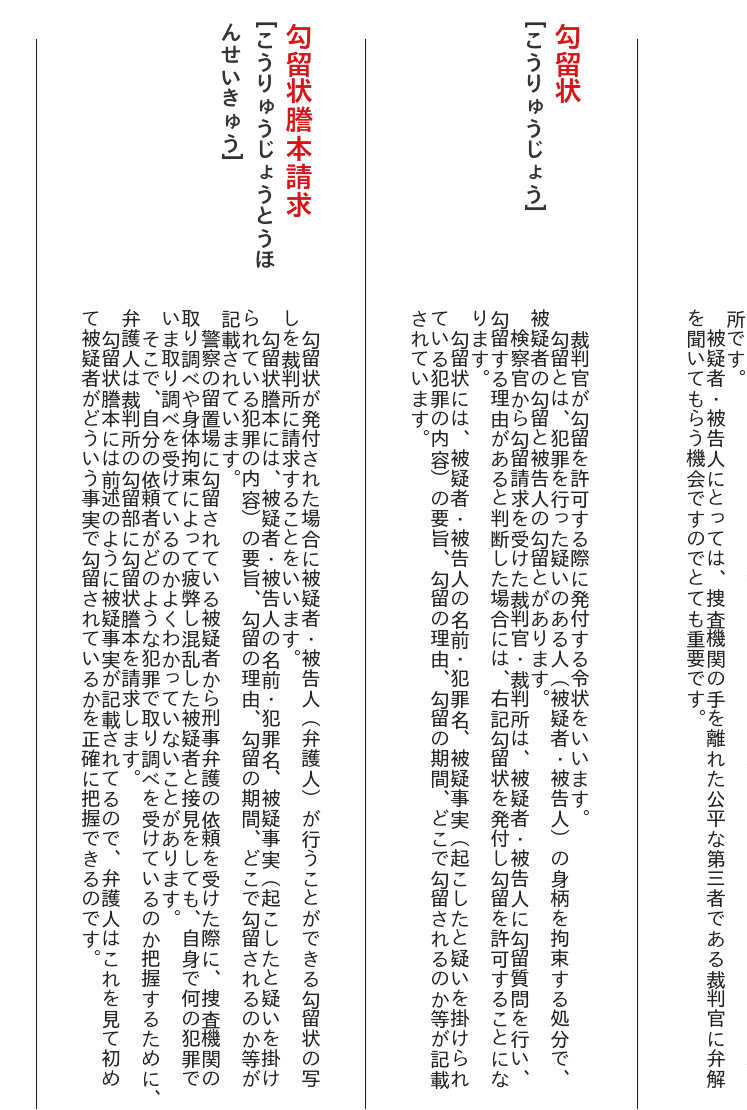 所です。
被疑者・被告人にとっては、捜査機関の手を離れた公平な第三者である裁判官に弁解
を聞いてもらう機会ですのでとても重要です。
勾留状
[こうりゅうじょう]
裁判官が勾留を許可する際に発付する令状をいいます。
勾留とは、犯罪を行った疑いのある人（被疑者・被告人）の身柄を拘束する処分で、
被疑者の勾留と被告人の勾留とがあります。
検察官から勾留請求を受けた裁判官・裁判所は、被疑者・被告人に勾留質問を行い、
勾留する理由があると判断した場合には、右記勾留状を発付し勾留を許可することにな
ります。
勾留状には、被疑者・被告人の名前・犯罪名、被疑事実（起こしたと疑いを掛けられ
ている犯罪の内容）の要旨、勾留の理由、勾留の期間、どこで勾留されるのか等が記載
されています。
勾留状謄本請求
[こうりゅうじょうとうほ
んせいきゅう]
勾留状が発付された場合に被疑者・被告人（弁護人）が行うことができる勾留状の写
しを裁判所に請求することをいいます。
勾留状謄本には、被疑者・被告人の名前・犯罪名、被疑事実（起こしたと疑いを掛け
られている犯罪の内容）の要旨、勾留の理由、勾留の期間、どこで勾留されるのか等が
記載されています。
警察の留置場に勾留されている被疑者から刑事弁護の依頼を受けた際に、捜査機関の
取り調べや身体拘束によって疲弊し混乱した被疑者と接見をしても、自身で何の犯罪で
いま取り調べを受けているのかよくわかっていないことがあります。
そこで、自分の依頼者がどのような犯罪で取り調べを受けているのか把握するために、
弁護人は裁判所の勾留部に勾留状謄本を請求します。
勾留状謄本には前述のように被疑事実が記載されてるので、弁護人はこれを見て初め
て被疑者がどういう事実で勾留されているかを正確に把握できるのです。